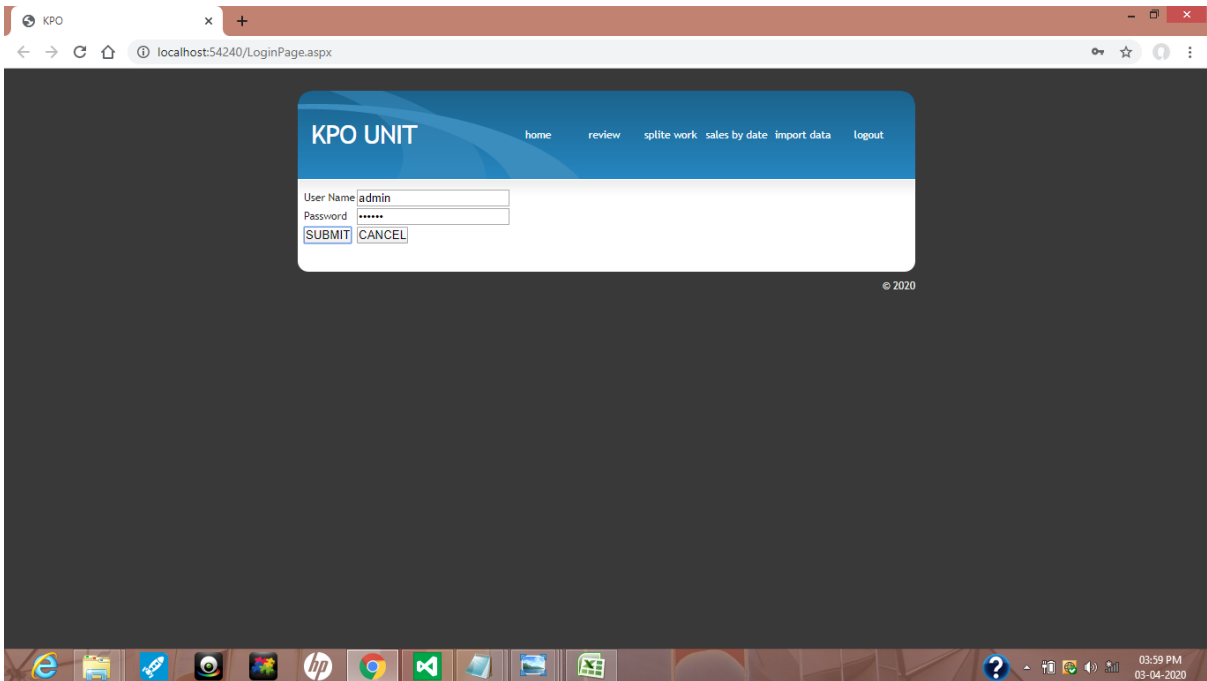 KPO
localhost:54240/LoginPage.aspx
KPO UNIT
home review splite work sales by date import data logout
User Name admin
Password ••••••
SUBMIT CANCEL
© 2020
hp
03:59 PM
03-04-2020